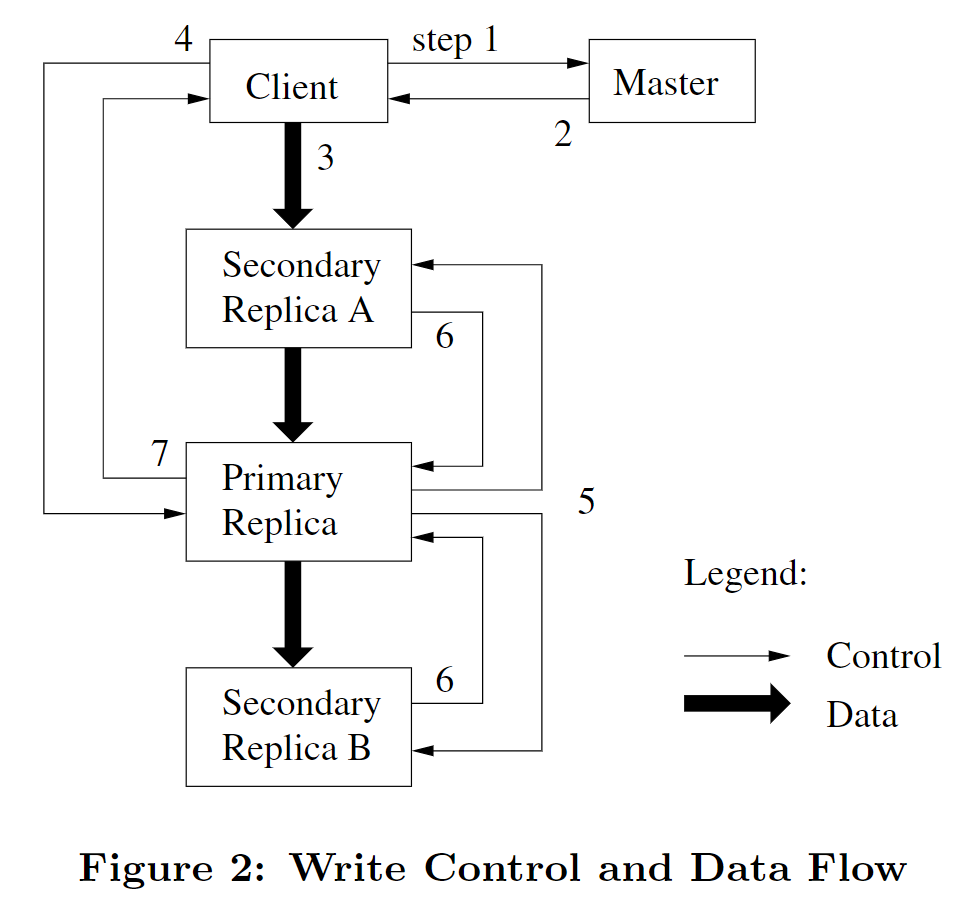 4
step 1
Client
Master
2
3
Secondary
Replica A
6
7
Primary
Replica
5
Legend:
Control
Data
6
Secondary
Replica B
Figure 2: Write Control and Data Flow